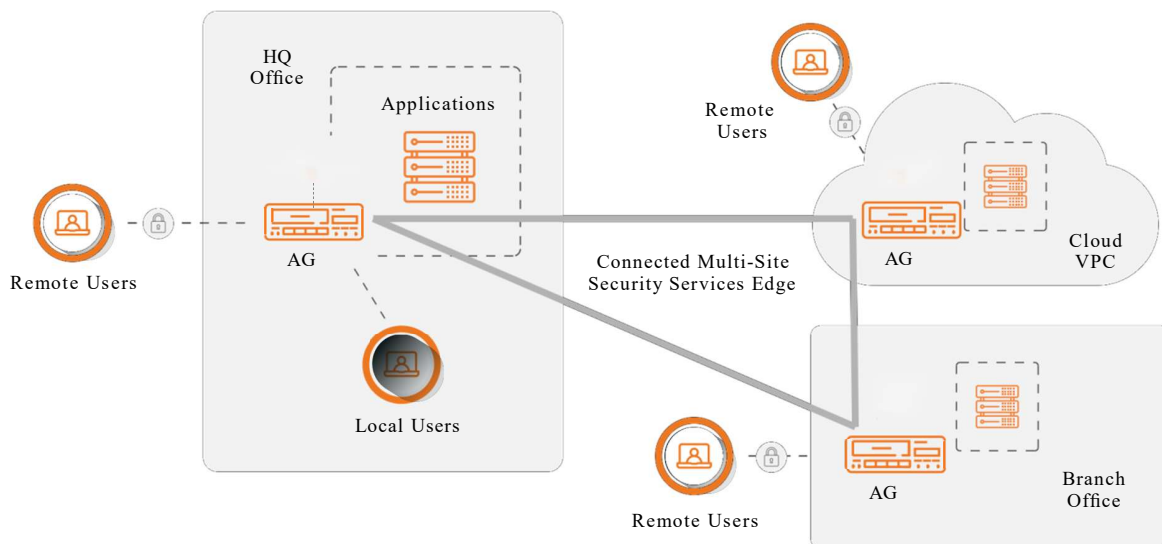 HQ
Office
Applications
AG
Remote Users
Local Users
Connected Multi-Site
Security Services Edge
Remote
Users
AG
Cloud
VPC
Remote Users
AG
Branch
Office